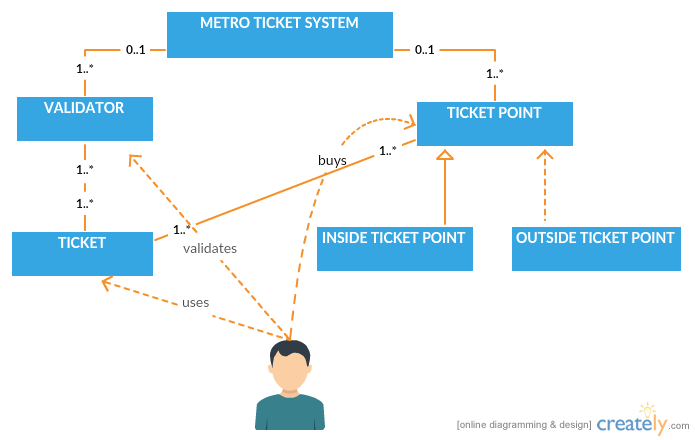 METRO TICKET SYSTEM
0..1
0..1
1..*
1..*
VALIDATOR
TICKET POINT
1..*
buys
1..*
1..*
1..*
TICKET
validates
INSIDE TICKET POINT
OUTSIDE TICKET POINT
uses
[online diagramming & design] creately.com